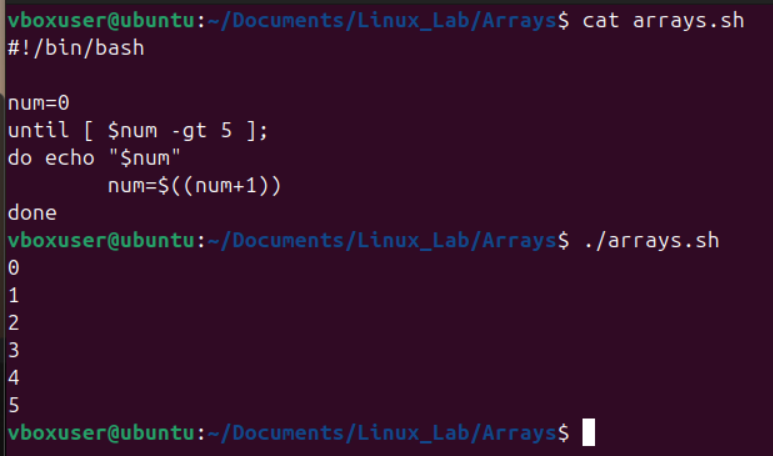 vboxuser@ubuntu:~/Documents/Linux_Lab/Arrays$ cat arrays.sh
#!/bin/bash

num=0
until [ $num -gt 5 ];
do echo "$num"
        num=$((num+1))
done
vboxuser@ubuntu:~/Documents/Linux_Lab/Arrays$ ./arrays.sh
0
1
2
3
4
5
vboxuser@ubuntu:~/Documents/Linux_Lab/Arrays$